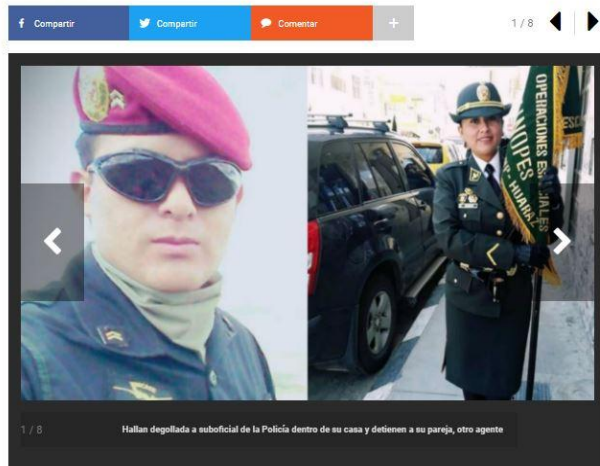 Compartir
Compartir
Comentar
+
1 / 8
OPERACIONES ESPECIALES
HUARAZ
1 / 8
Hallan degollada a suboficial de la Policía dentro de su casa y detienen a su pareja, otro agente